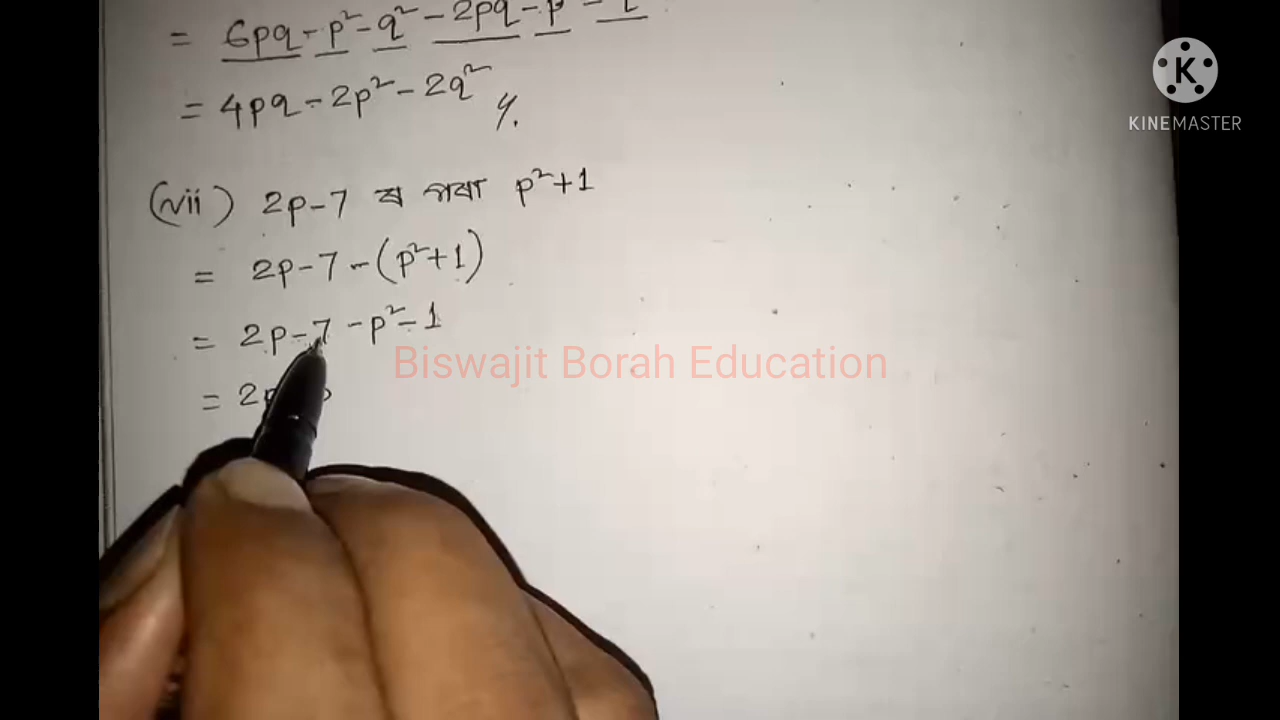 = 6pq - p² - q² - 2pq - p² - q²
= 4pq - 2p² - 2q² //.
KINEMASTER
(vii) 2p-7 ৰ পৰা p²+1
= 2p-7-(p²+1)
= 2p-7-p²-1
Biswajit Borah Education
= 2p